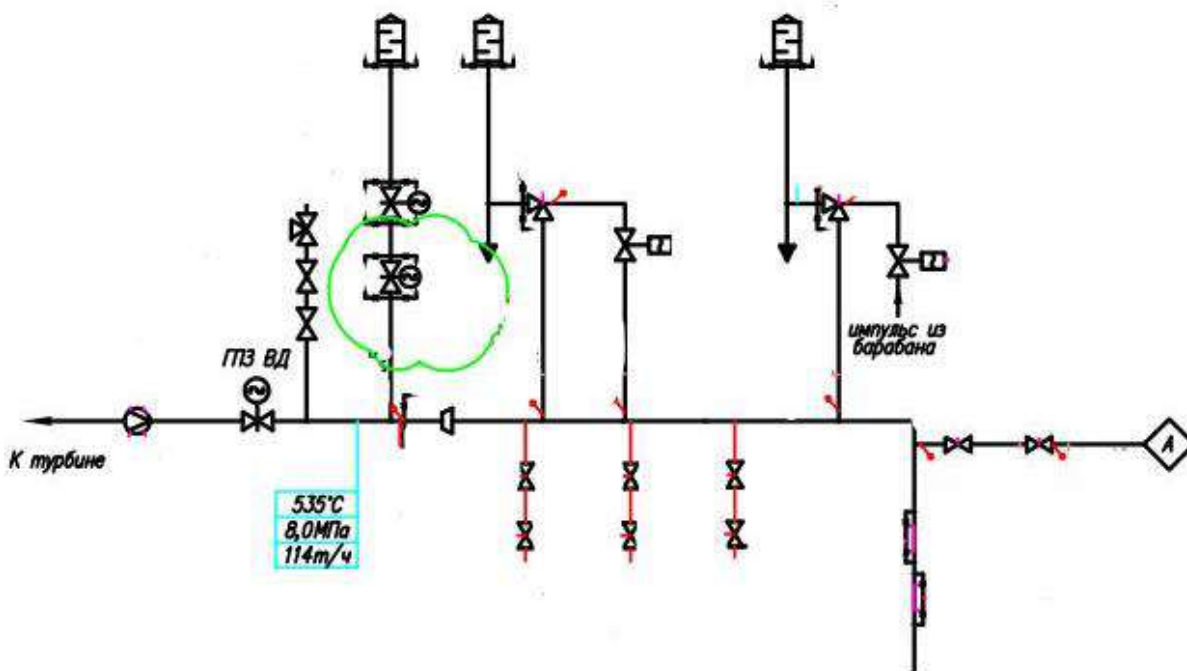 импульс из
барабана
ГПЗ ВД
К турбине
А
535°С
8,0МПа
114т/ч